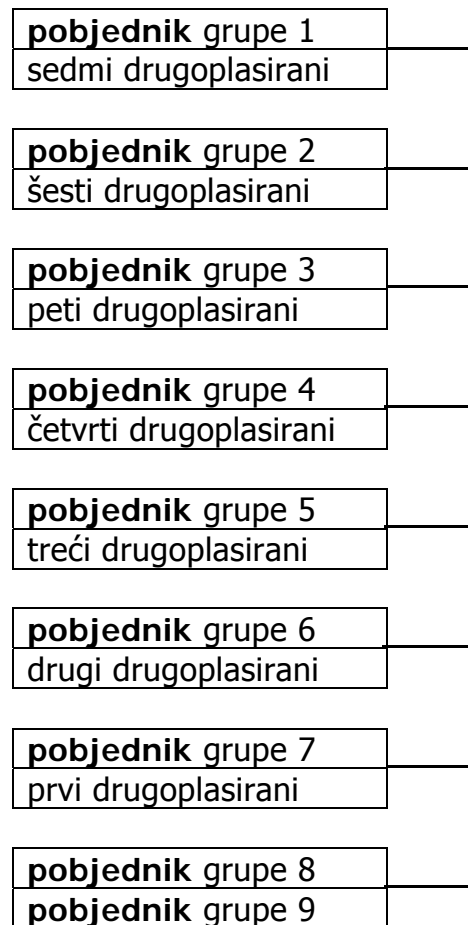 pobjednik grupe 1
sedmi drugoplasirani
pobjednik grupe 2
šesti drugoplasirani
pobjednik grupe 3
peti drugoplasirani
pobjednik grupe 4
četvrti drugoplasirani
pobjednik grupe 5
treći drugoplasirani
pobjednik grupe 6
drugi drugoplasirani
pobjednik grupe 7
prvi drugoplasirani
pobjednik grupe 8
pobjednik grupe 9